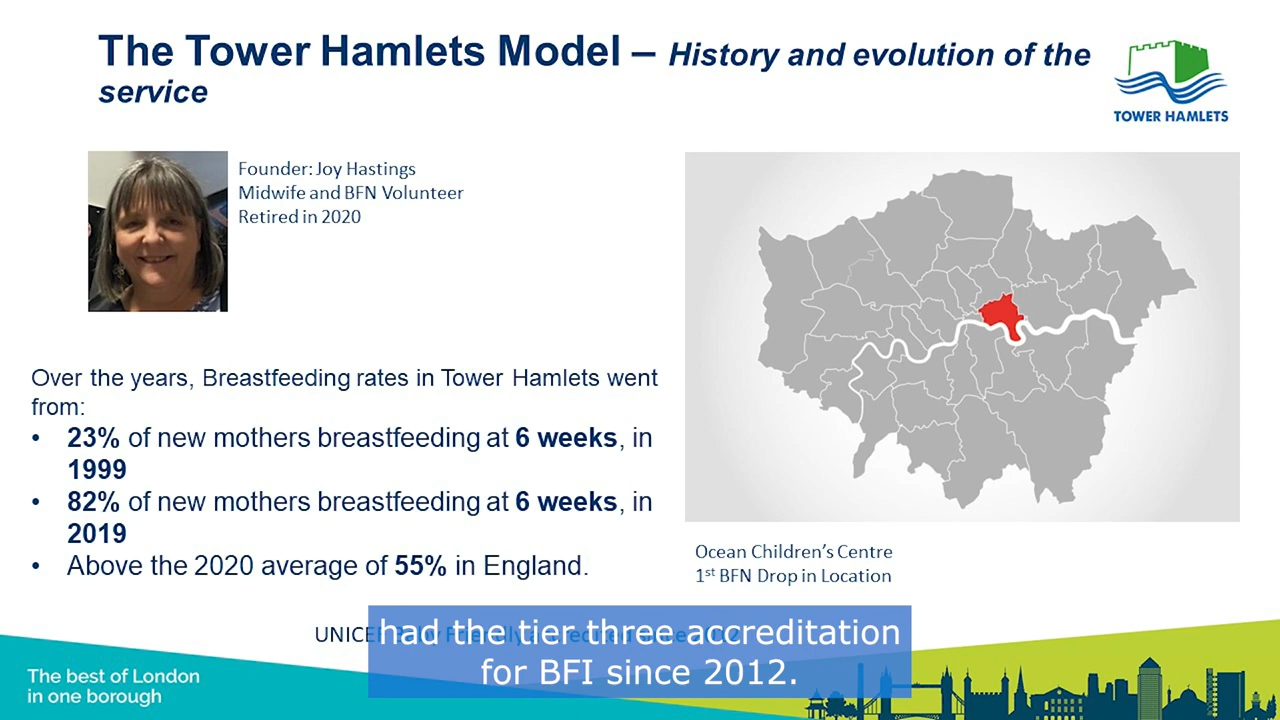 The Tower Hamlets Model – History and evolution of the
service
TOWER HAMLETS
Founder: Joy Hastings
Midwife and BFN Volunteer
Retired in 2020
Over the years, Breastfeeding rates in Tower Hamlets went
from:
• 23% of new mothers breastfeeding at 6 weeks, in
1999
• 82% of new mothers breastfeeding at 6 weeks, in
2019
• Above the 2020 average of 55% in England.
Ocean Children's Centre
1st BFN Drop in Location
UNICEF
had the tier three accreditation
for BFI since 2012.
The best of London
in one borough